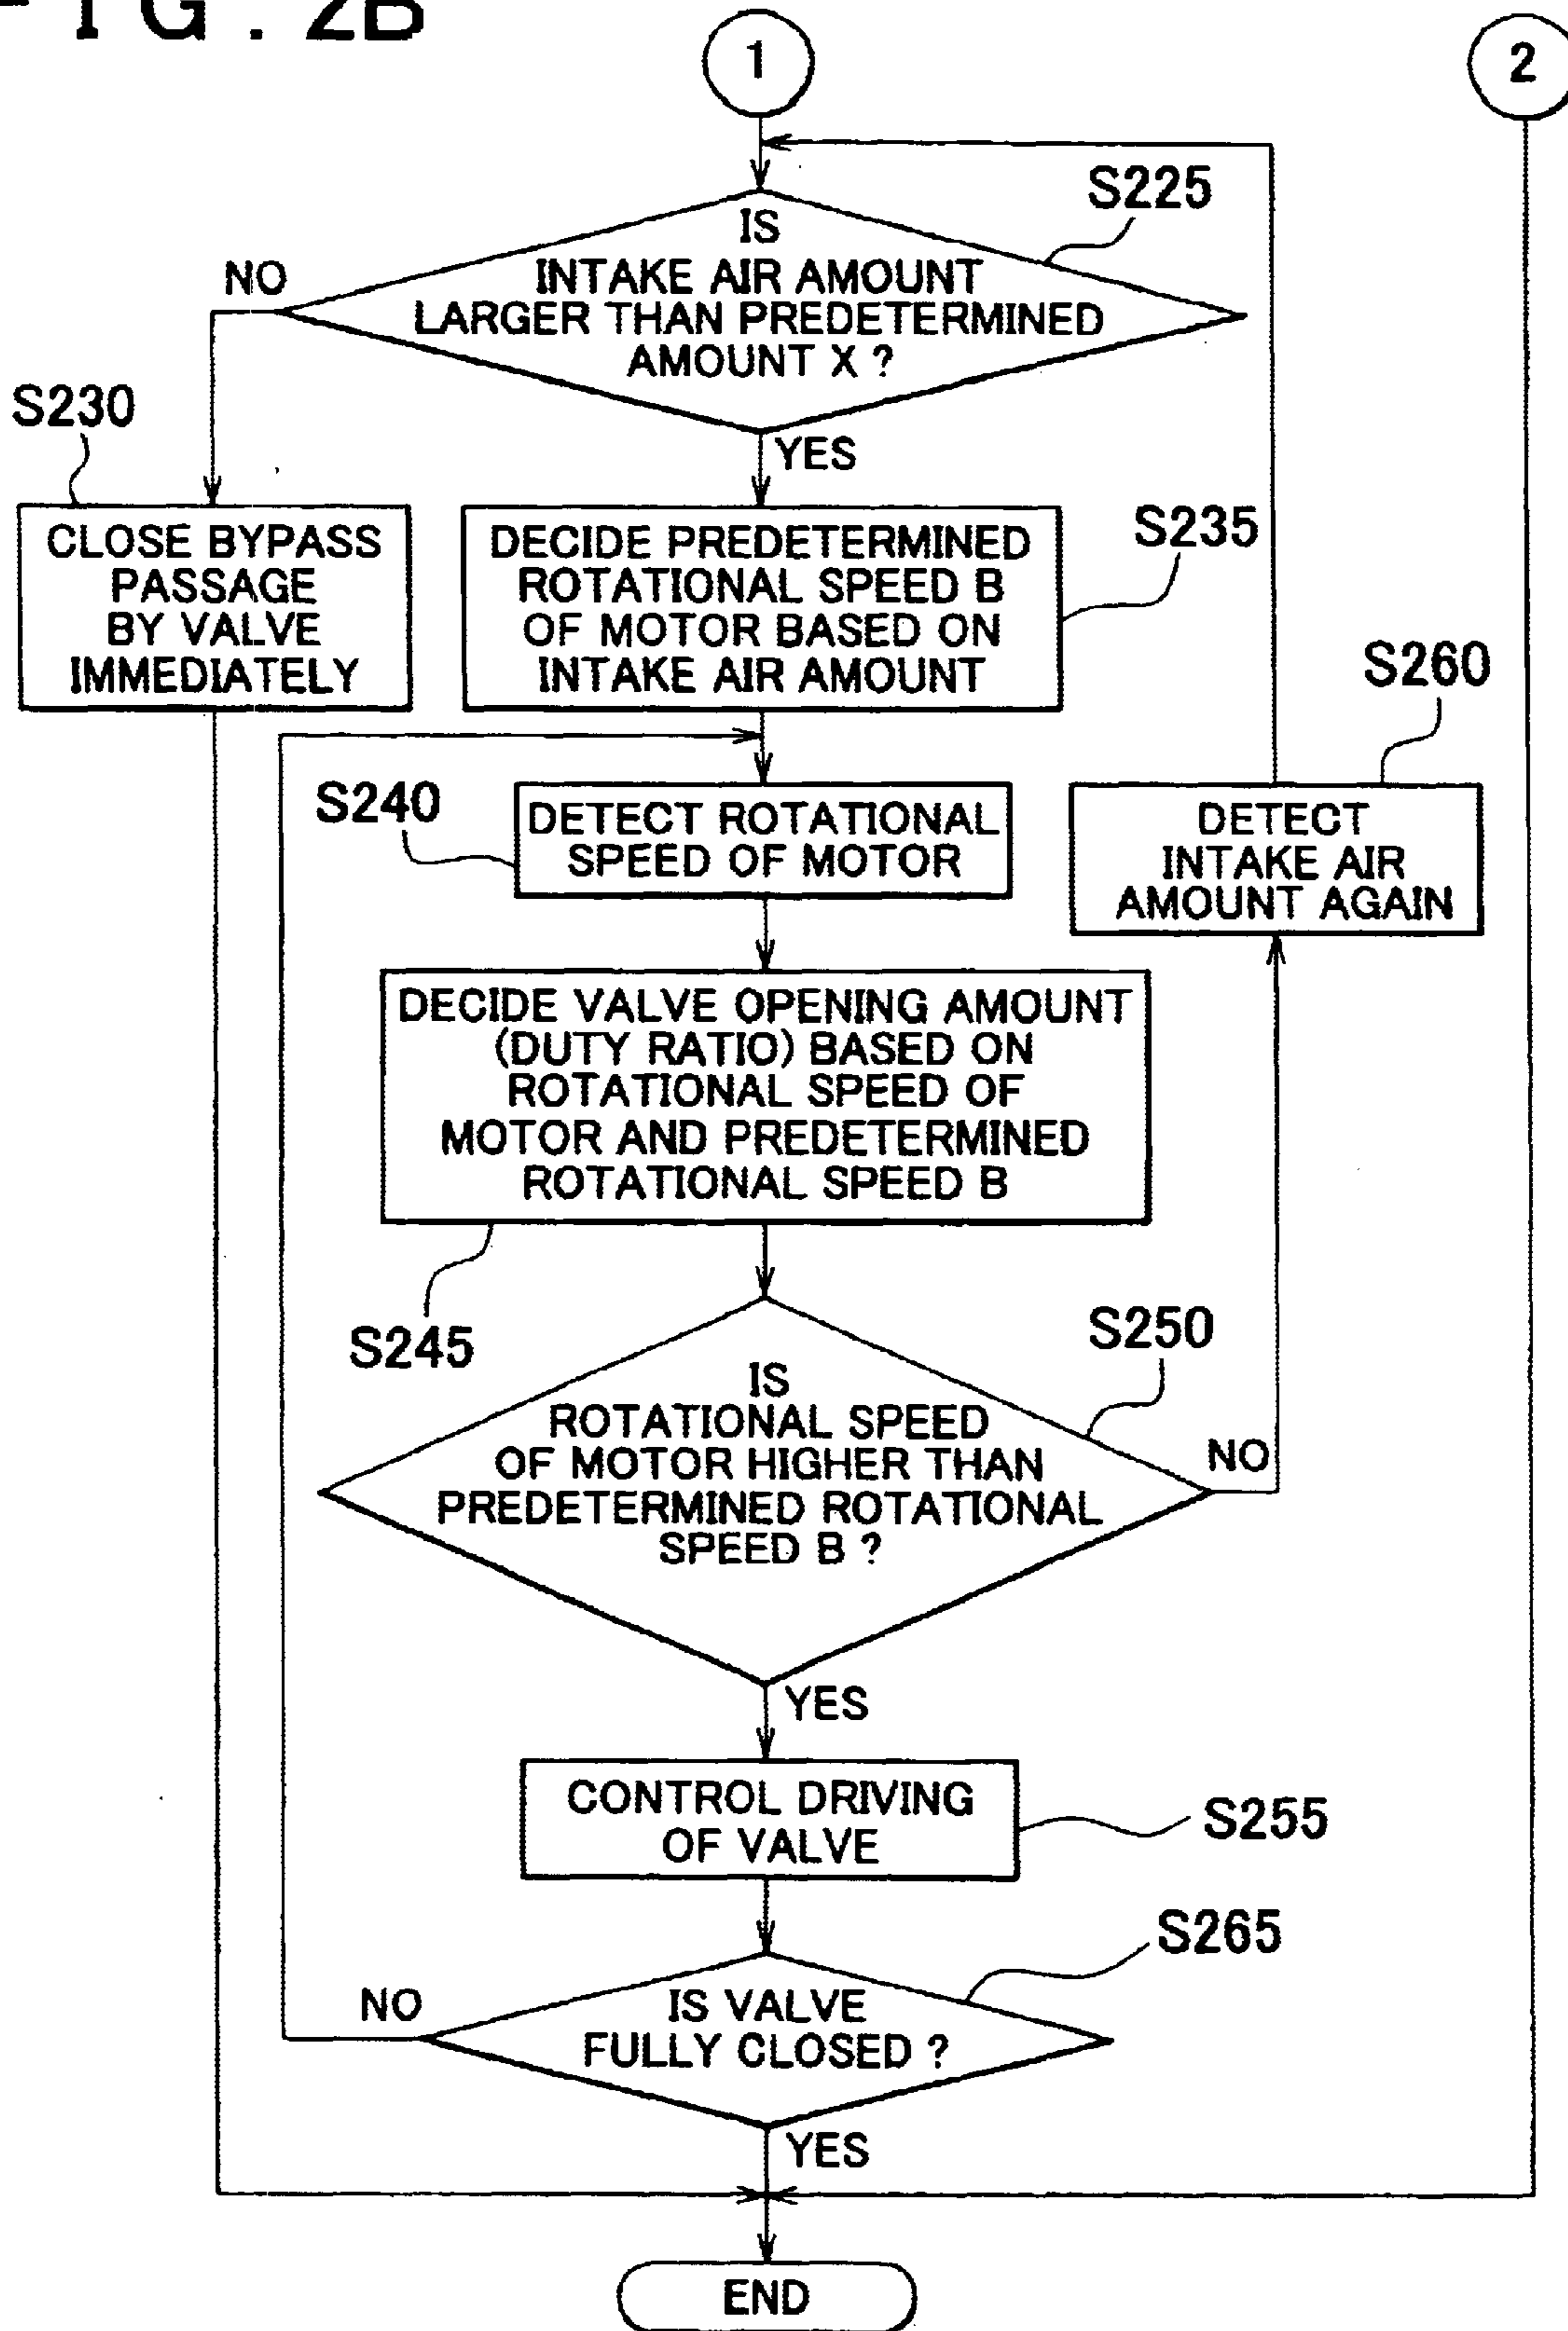 FIG. 2B
1
2
S225
IS
INTAKE AIR AMOUNT
LARGER THAN PREDETERMINED
AMOUNT X ?
NO
YES
S230
CLOSE BYPASS
PASSAGE
BY VALVE
IMMEDIATELY
DECIDE PREDETERMINED
ROTATIONAL SPEED B
OF MOTOR BASED ON
INTAKE AIR AMOUNT
S235
S260
S240
DETECT ROTATIONAL
SPEED OF MOTOR
DETECT
INTAKE AIR
AMOUNT AGAIN
DECIDE VALVE OPENING AMOUNT
(DUTY RATIO) BASED ON
ROTATIONAL SPEED OF
MOTOR AND PREDETERMINED
ROTATIONAL SPEED B
S245
S250
IS
ROTATIONAL SPEED
OF MOTOR HIGHER THAN
PREDETERMINED ROTATIONAL
SPEED B ?
NO
YES
CONTROL DRIVING
OF VALVE
S255
S265
IS VALVE
FULLY CLOSED ?
NO
YES
END